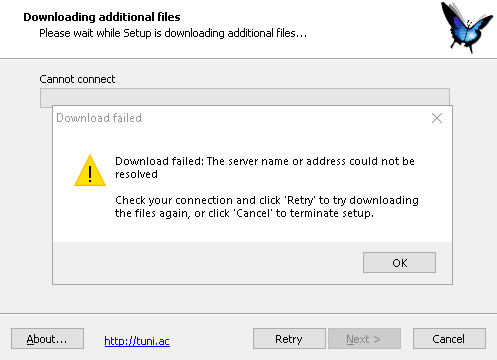 Downloading additional files
Please wait while Setup is downloading additional files...
Cannot connect
Download failed
Download failed: The server name or address could not be
resolved
Check your connection and click 'Retry' to try downloading
the files again, or click 'Cancel' to terminate setup.
OK
About...
http://tuni.ac
Retry
Next >
Cancel